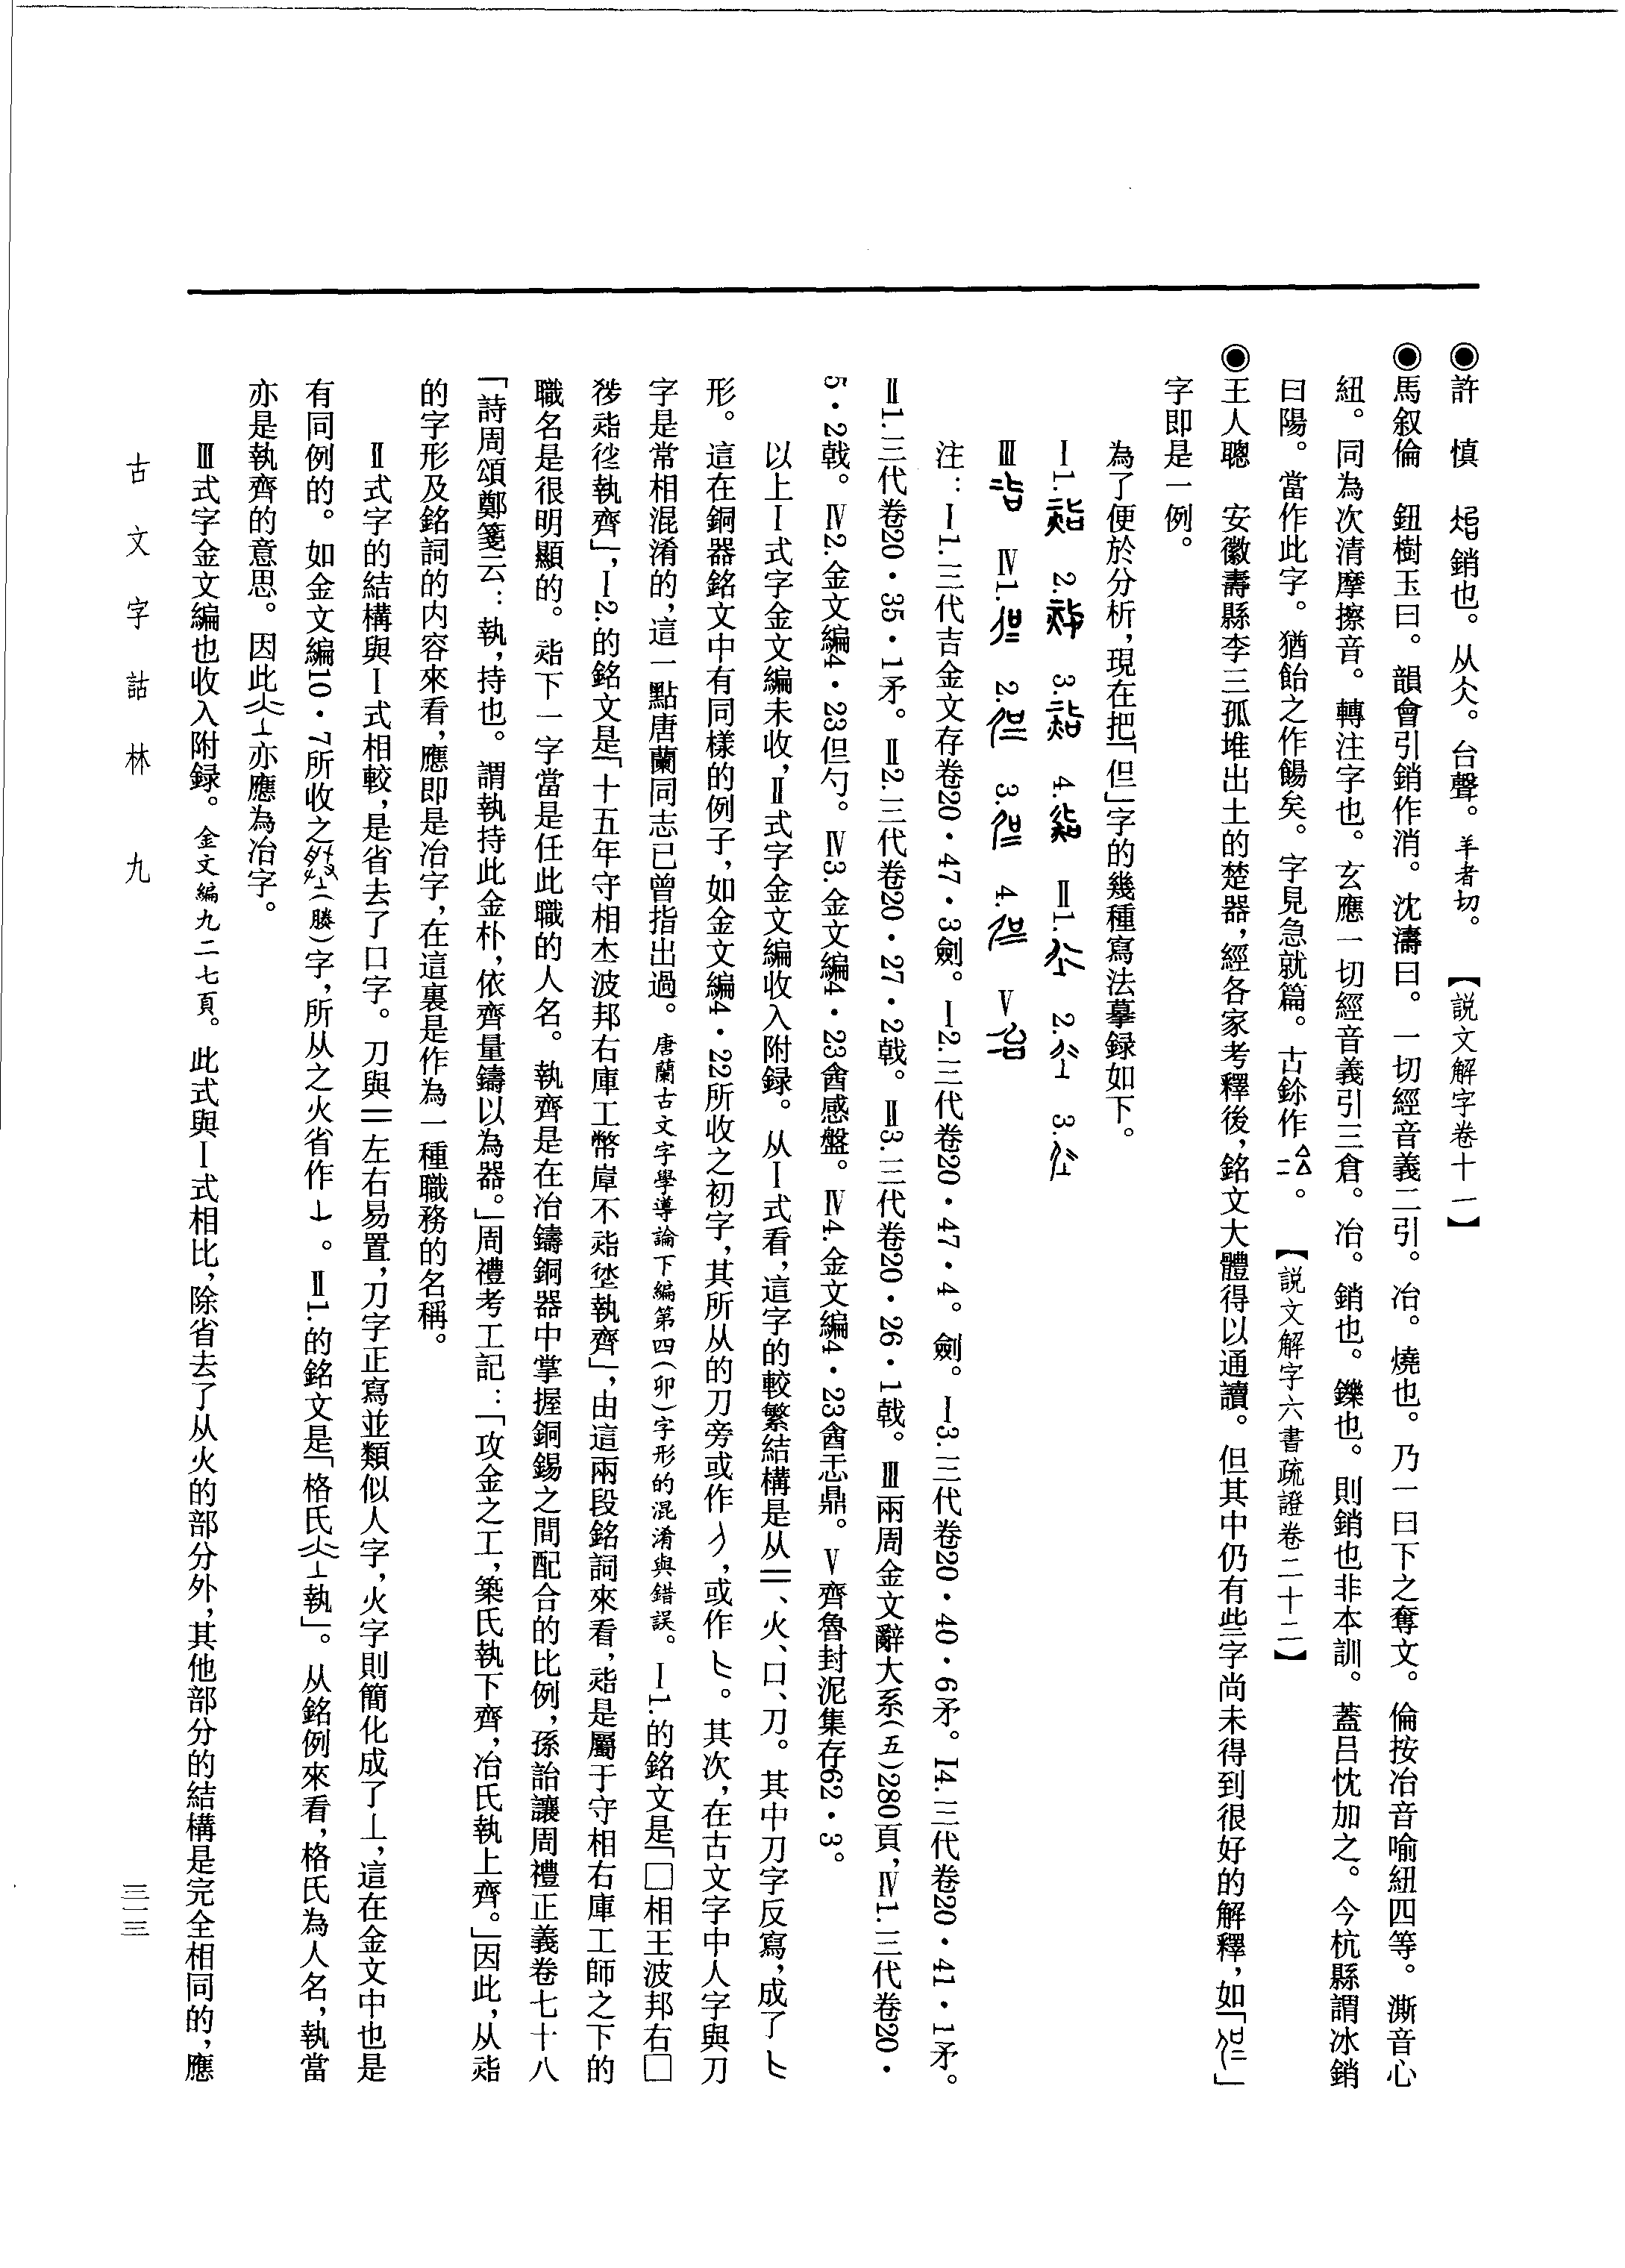 ◉許　慎　銷也。从仌。台聲。羊者切。【説文解字卷十一】
◉馬叙倫　鈕樹玉曰。韻會引銷作消。沈濤曰。一切經音義二引。冶。燒也。乃一曰下之奪文。倫按冶音喻紐四等。澌音心
紐。同為次清摩擦音。轉注字也。玄應一切經音義引三倉。冶。銷也。鑠也。則銷也非本訓。蓋吕忱加之。今杭縣謂冰銷
曰陽。當作此字。猶飴之作餳矣。字見急就篇。古鉨作。【説文解字六書疏證卷二十二】
◉王人聰　安徽壽縣李三孤堆出土的楚器，經各家考釋後，銘文大體得以通讀。但其中仍有些字尚未得到很好的解釋，如「」
字即是一例。
為了便於分析，現在把「但」字的幾種寫法摹録如下。
Ⅰ1.　2.　3.　4.　Ⅱ1.　2.　3.
Ⅲ　Ⅳ1.　2.　3.　4.　Ⅴ
注：Ⅰ1.三代吉金文存卷20・47・3劍。Ⅰ2.三代卷20・47・4。劍。Ⅰ3.三代卷20・40・6矛。I4.三代卷20・41・1矛。
Ⅱ1.三代卷20・35・1矛。Ⅱ2.三代卷20・27・2戟。Ⅱ3.三代卷20・26・1戟。Ⅲ兩周金文辭大系（五）280頁，Ⅳ1.三代卷20・
5・2戟。Ⅳ2.金文編4・23但勺。Ⅳ3.金文編4・23酓感盤。Ⅳ4.金文編4・23酓忎鼎。Ⅴ齊魯封泥集存62・3。
以上Ⅰ式字金文編未收，Ⅱ式字金文編收入附録。从Ⅰ式看，這字的較繁結構是从二、火、口、刀。其中刀字反寫，成了
形。這在銅器銘文中有同樣的例子，如金文編4・22所收之初字，其所从的刀旁或作，或作。其次，在古文字中人字與刀
字是常相混淆的，這一點唐蘭同志已曾指出過。唐蘭古文字學導論下編第四（卯）字形的混淆與錯誤。Ⅰ1.的銘文是「□相王波邦右□
執齊」，Ⅰ2.的銘文是「十五年守相杢波邦右庫工幣不執齊」，由這兩段銘詞來看，是屬于守相右庫工師之下的
職名是很明顯的。下一字當是任此職的人名。執齊是在冶鑄銅器中掌握銅錫之間配合的比例，孫詒讓周禮正義卷七十八
「詩周頌鄭箋云：執，持也。謂執持此金朴，依齊量鑄以為器。」周禮考工記：「攻金之工，築氏執下齊，冶氏執上齊。」因此，从
的字形及銘詞的内容來看，應即是冶字，在這裏是作為一種職務的名稱。
Ⅱ式字的結構與Ⅰ式相較，是省去了口字。刀與二左右易置，刀字正寫並類似人字，火字則簡化成了丄，這在金文中也是
有同例的。如金文編10・7所收之（勝）字，所从之火省作。Ⅱ1.的銘文是「格氏執」。从銘例來看，格氏為人名，執當
亦是執齊的意思。因此亦應為冶字。
Ⅲ式字金文編也收入附録。金文編九二七頁。此式與Ⅰ式相比，除省去了从火的部分外，其他部分的結構是完全相同的，應
古文字詁林　九
三一三